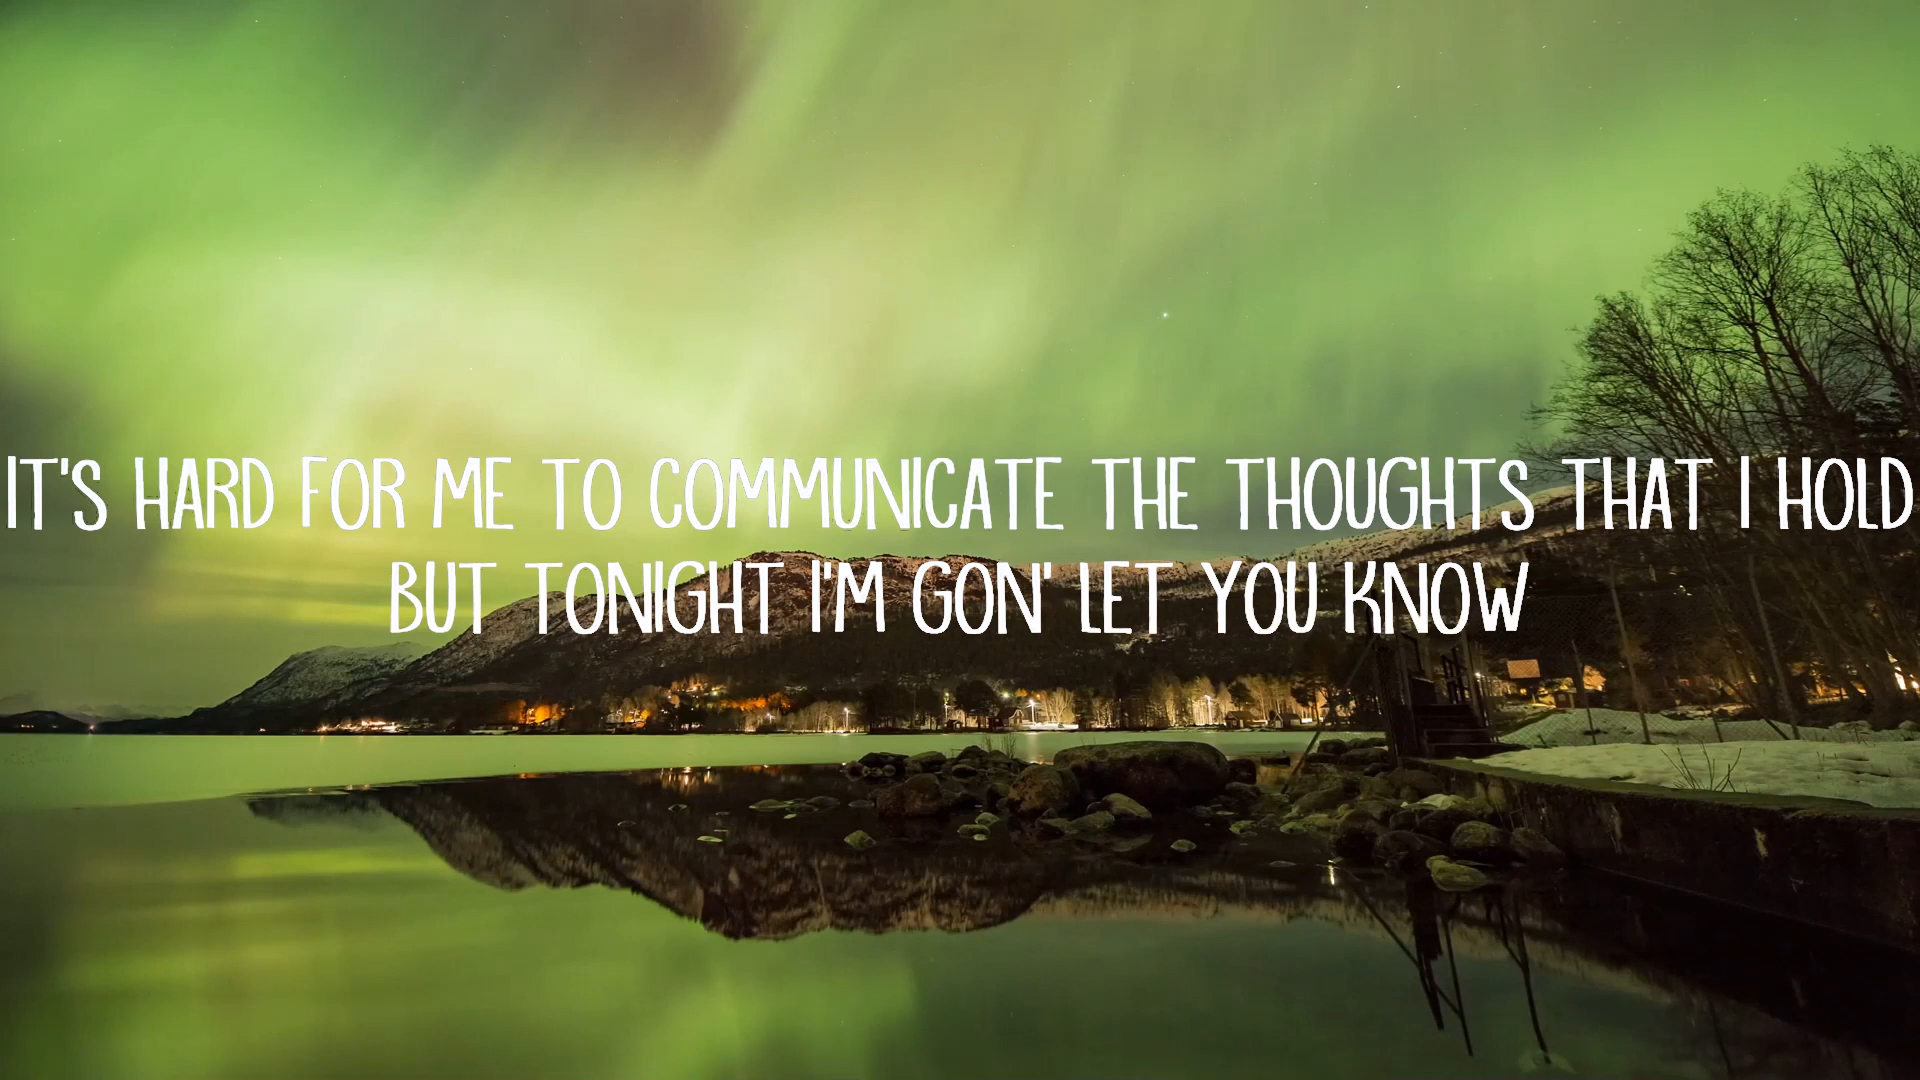 IT'S HARD FOR ME TO COMMUNICATE THE THOUGHTS THAT I HOLD
BUT TONIGHT I'M GON' LET YOU KNOW